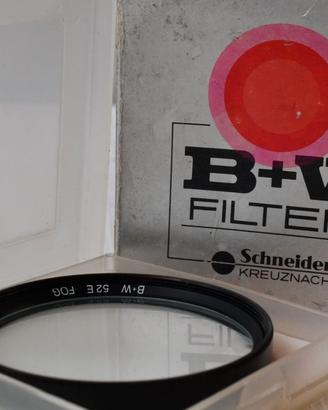 B+W
FILTER
Schneider
KREUZNACH
B+W 52 E FOG